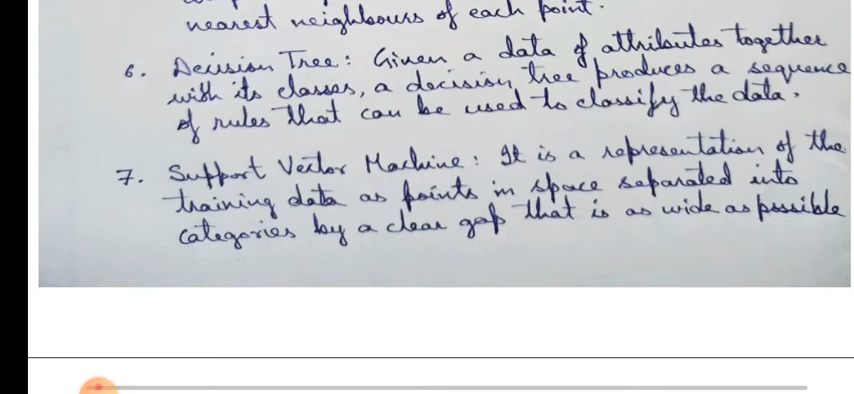 nearest neighbours of each point.
6. Decision Tree: Given a data of attributes together
with its classes, a decision tree produces a sequence
of rules that can be used to classify the data.
7. Support Vector Machine: It is a representation of the
training data as points in space separated into
categories by a clear gap that is as wide as possible